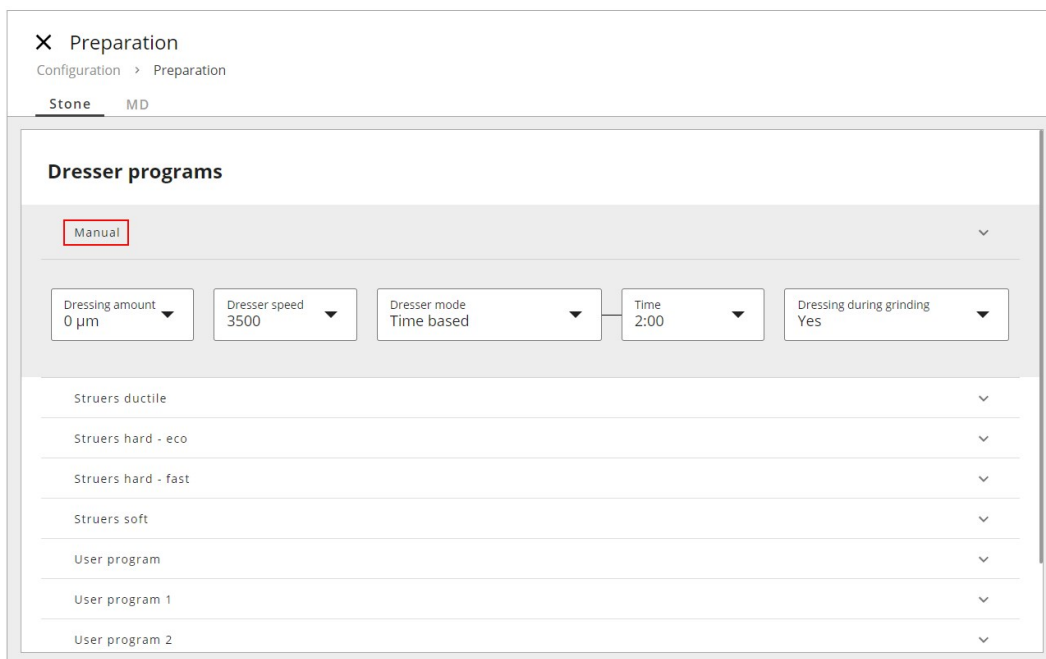 Preparation
Configuration > Preparation
Stone MD
Dresser programs
Manual
Dressing amount Dresser speed Dresser mode Time Dressing during grinding
0 µm 3500 Time based 2:00 Yes
Struers ductile
Struers hard - eco
Struers hard - fast
Struers soft
User program
User program 1
User program 2